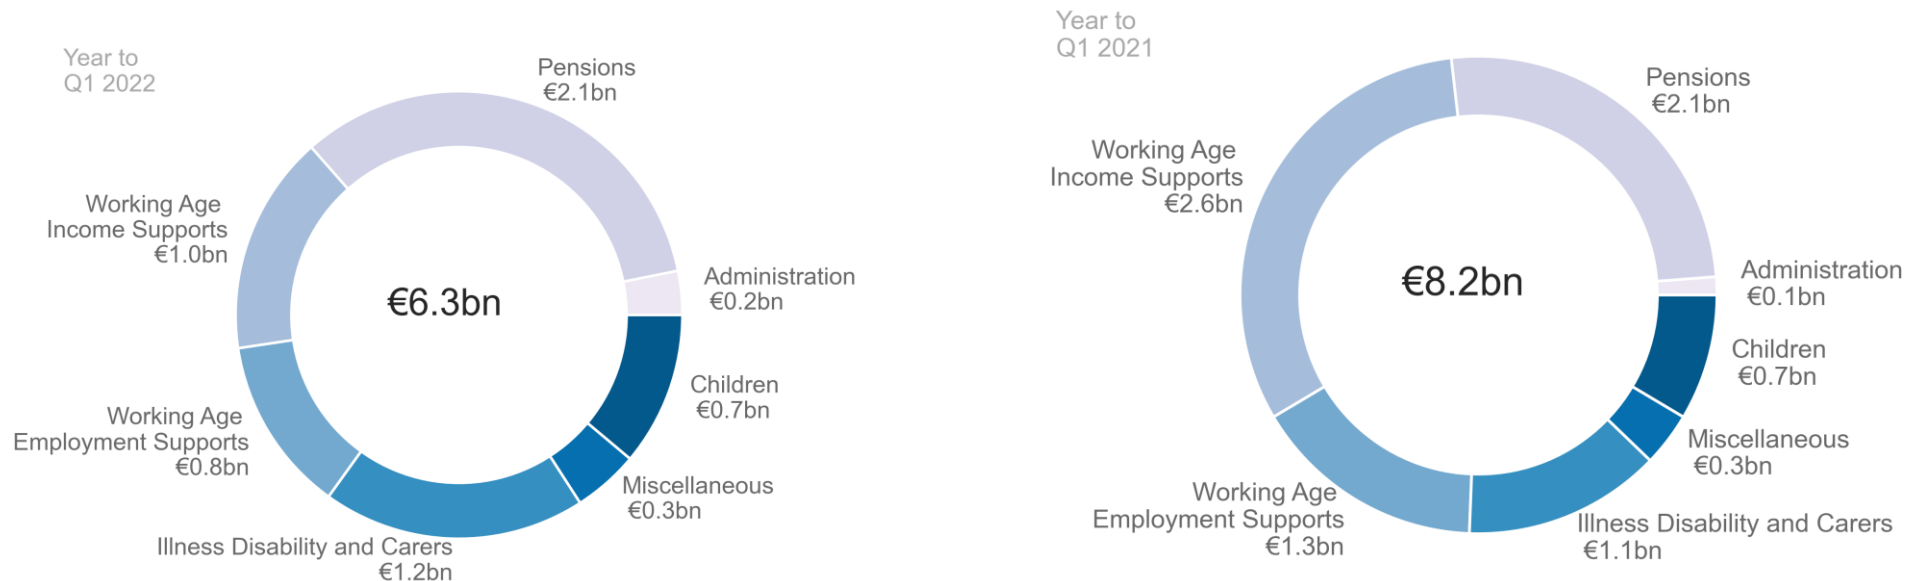 Year to
Q1 2022
Pensions
€2.1bn
Working Age
Income Supports
€1.0bn
Administration
€0.2bn
€6.3bn
Children
€0.7bn
Working Age
Employment Supports
€0.8bn
Miscellaneous
€0.3bn
Illness Disability and Carers
€1.2bn
Year to
Q1 2021
Pensions
€2.1bn
Working Age
Income Supports
€2.6bn
Administration
€0.1bn
€8.2bn
Children
€0.7bn
Miscellaneous
€0.3bn
Working Age
Employment Supports
€1.3bn
Illness Disability and Carers
€1.1bn